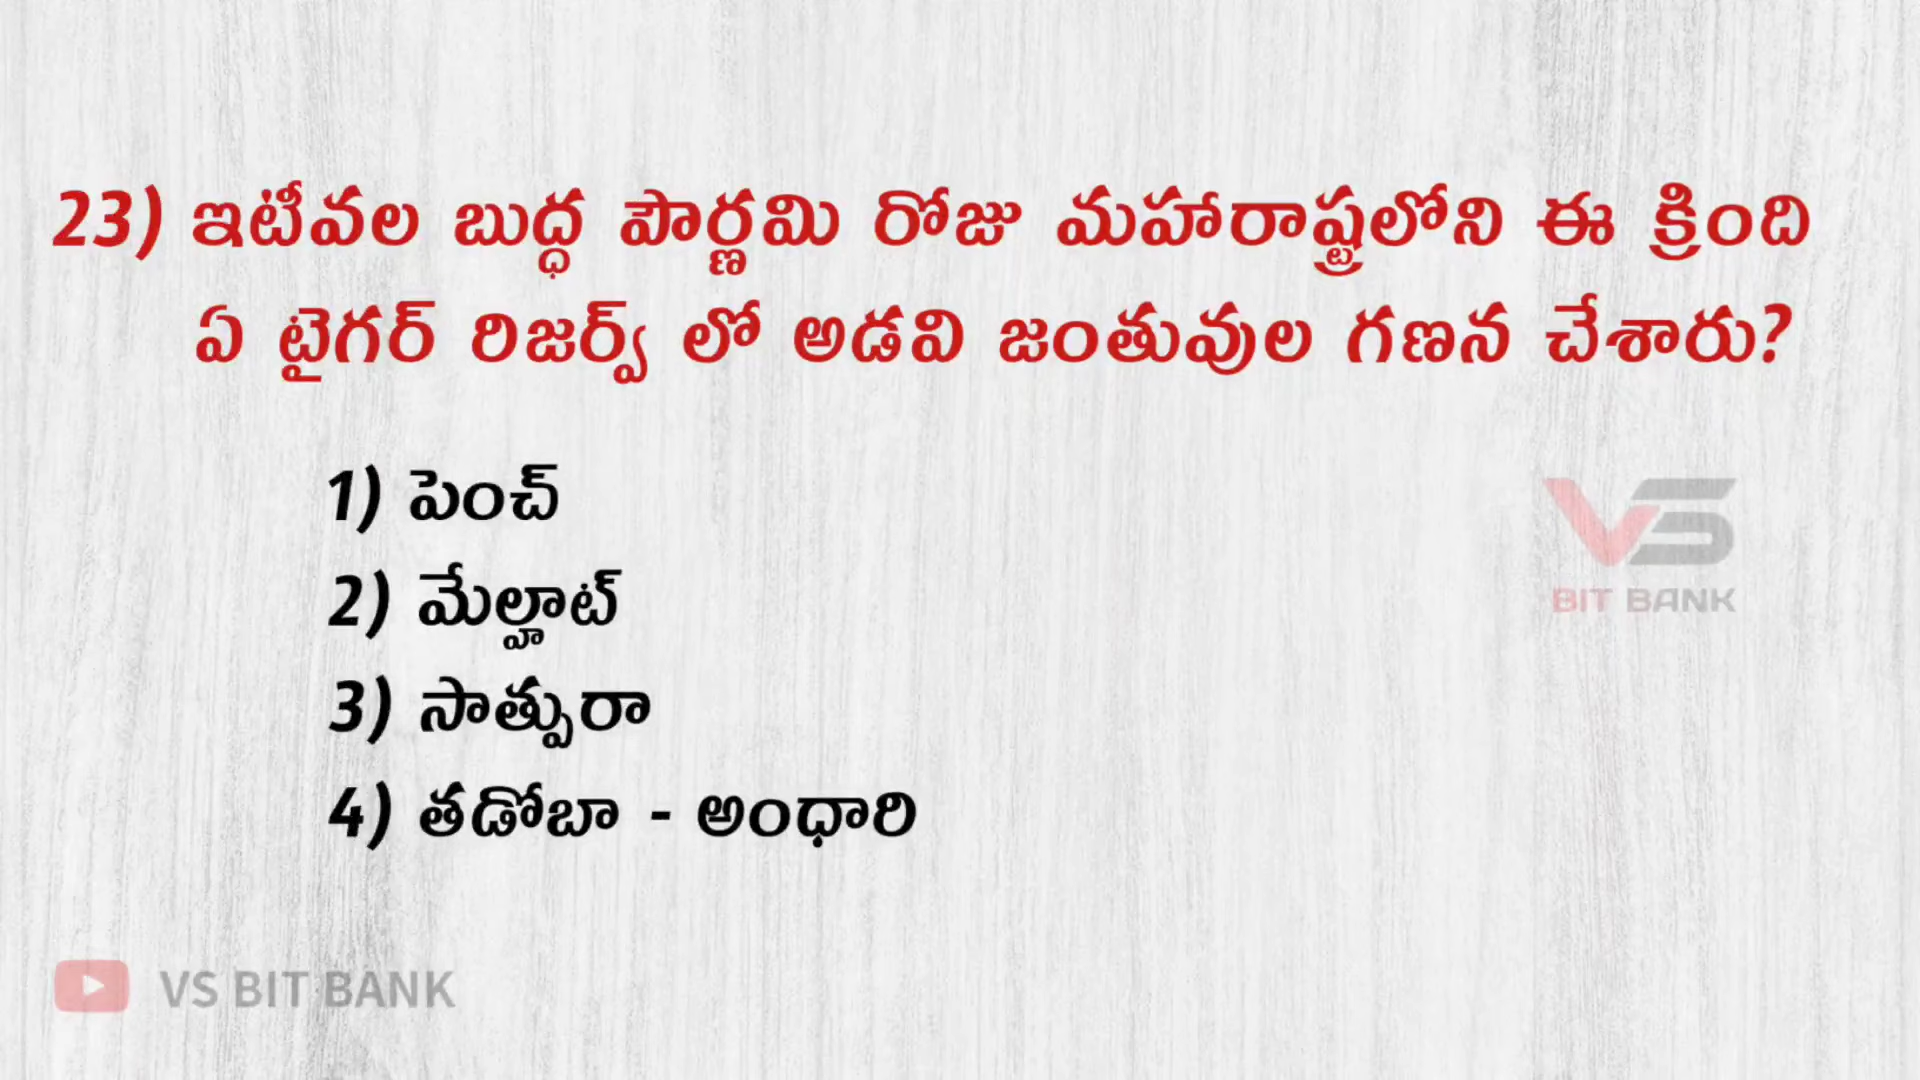 23) ఇటీవల బుద్ధ పౌర్ణమి రోజు మహారాష్ట్రలోని ఈ క్రింది
ఏ టైగర్ రిజర్వ్ లో అడవి జంతువుల గణన చేశారు?
1) పెంచ్
2) మేల్హాట్
3) సాత్పురా
4) తడోబా - అంధారి
VS
BIT BANK
VS BIT BANK